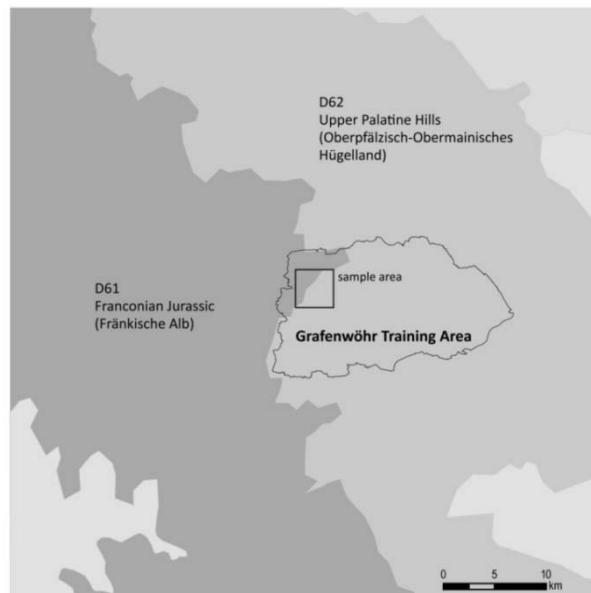 D62
Upper Palatine Hills
(Oberpfälzisch-Obermainisches
Hügelland)
sample area
D61
Franconian Jurassic
(Fränkische Alb)
Grafenwöhr Training Area
0 5 10
km